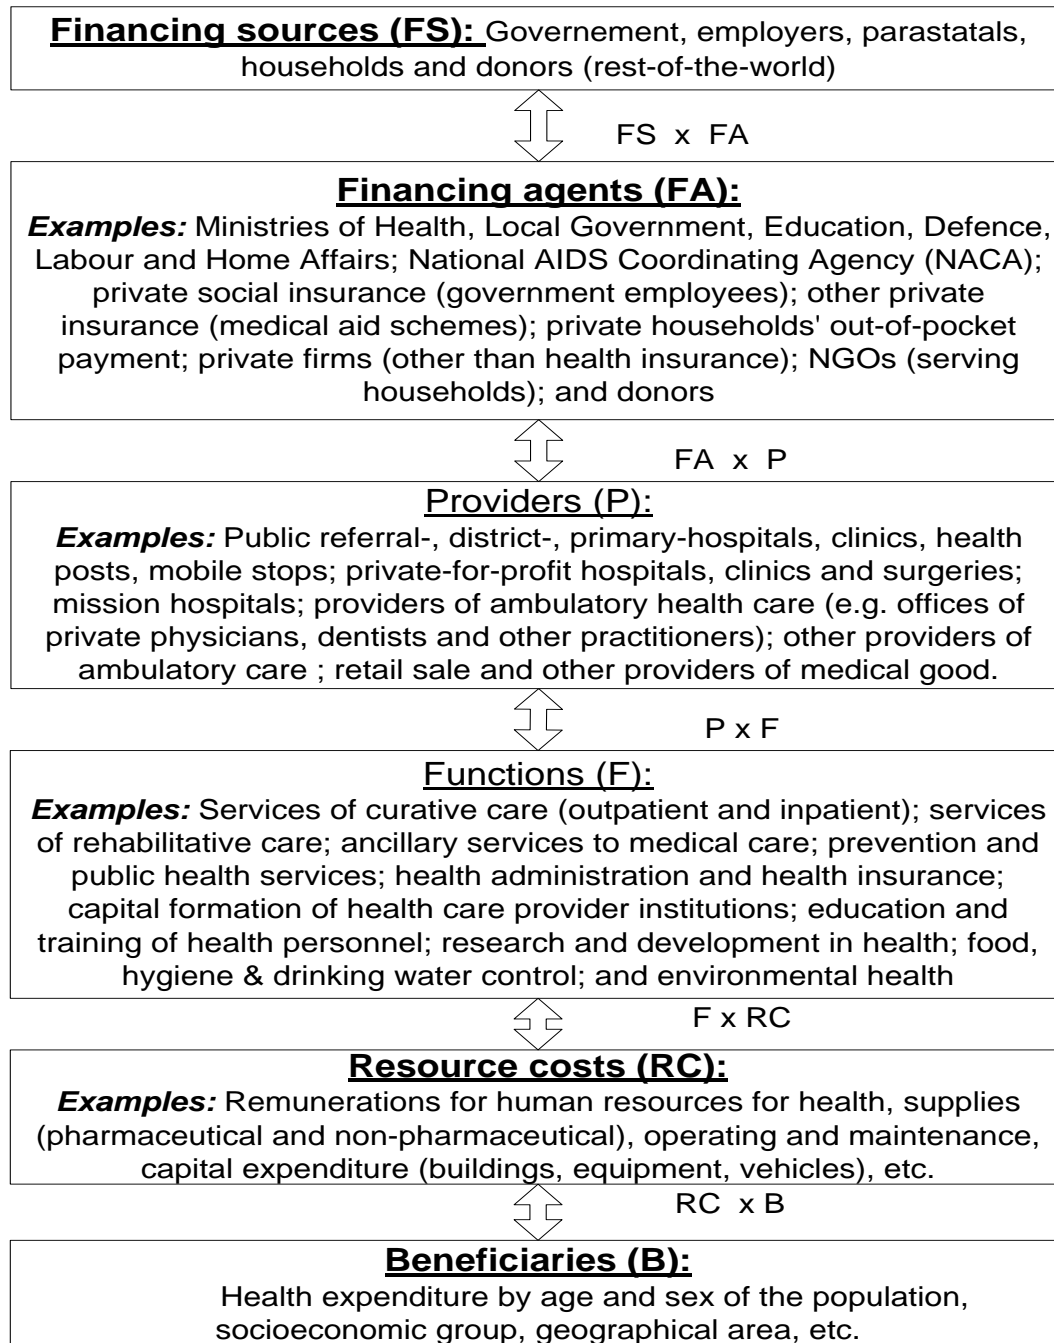 Financing sources (FS): Governement, employers, parastatals,
households and donors (rest-of-the-world)
FS x FA
Financing agents (FA):
Examples: Ministries of Health, Local Government, Education, Defence,
Labour and Home Affairs; National AIDS Coordinating Agency (NACA);
private social insurance (government employees); other private
insurance (medical aid schemes); private households' out-of-pocket
payment; private firms (other than health insurance); NGOs (serving
households); and donors
FA x P
Providers (P):
Examples: Public referral-, district-, primary-hospitals, clinics, health
posts, mobile stops; private-for-profit hospitals, clinics and surgeries;
mission hospitals; providers of ambulatory health care (e.g. offices of
private physicians, dentists and other practitioners); other providers of
ambulatory care ; retail sale and other providers of medical good.
P x F
Functions (F):
Examples: Services of curative care (outpatient and inpatient); services
of rehabilitative care; ancillary services to medical care; prevention and
public health services; health administration and health insurance;
capital formation of health care provider institutions; education and
training of health personnel; research and development in health; food,
hygiene & drinking water control; and environmental health
F x RC
Resource costs (RC):
Examples: Remunerations for human resources for health, supplies
(pharmaceutical and non-pharmaceutical), operating and maintenance,
capital expenditure (buildings, equipment, vehicles), etc.
RC x B
Beneficiaries (B):
Health expenditure by age and sex of the population,
socioeconomic group, geographical area, etc.